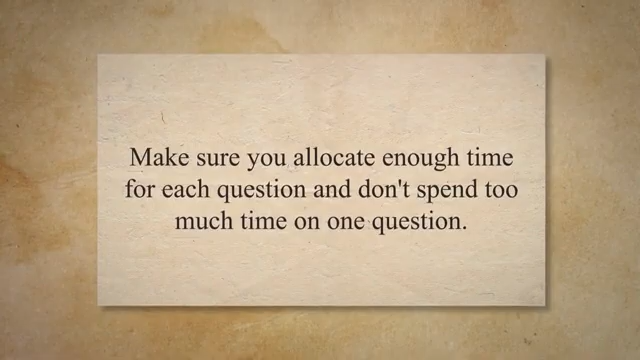 Make sure you allocate enough time
for each question and don't spend too
much time on one question.